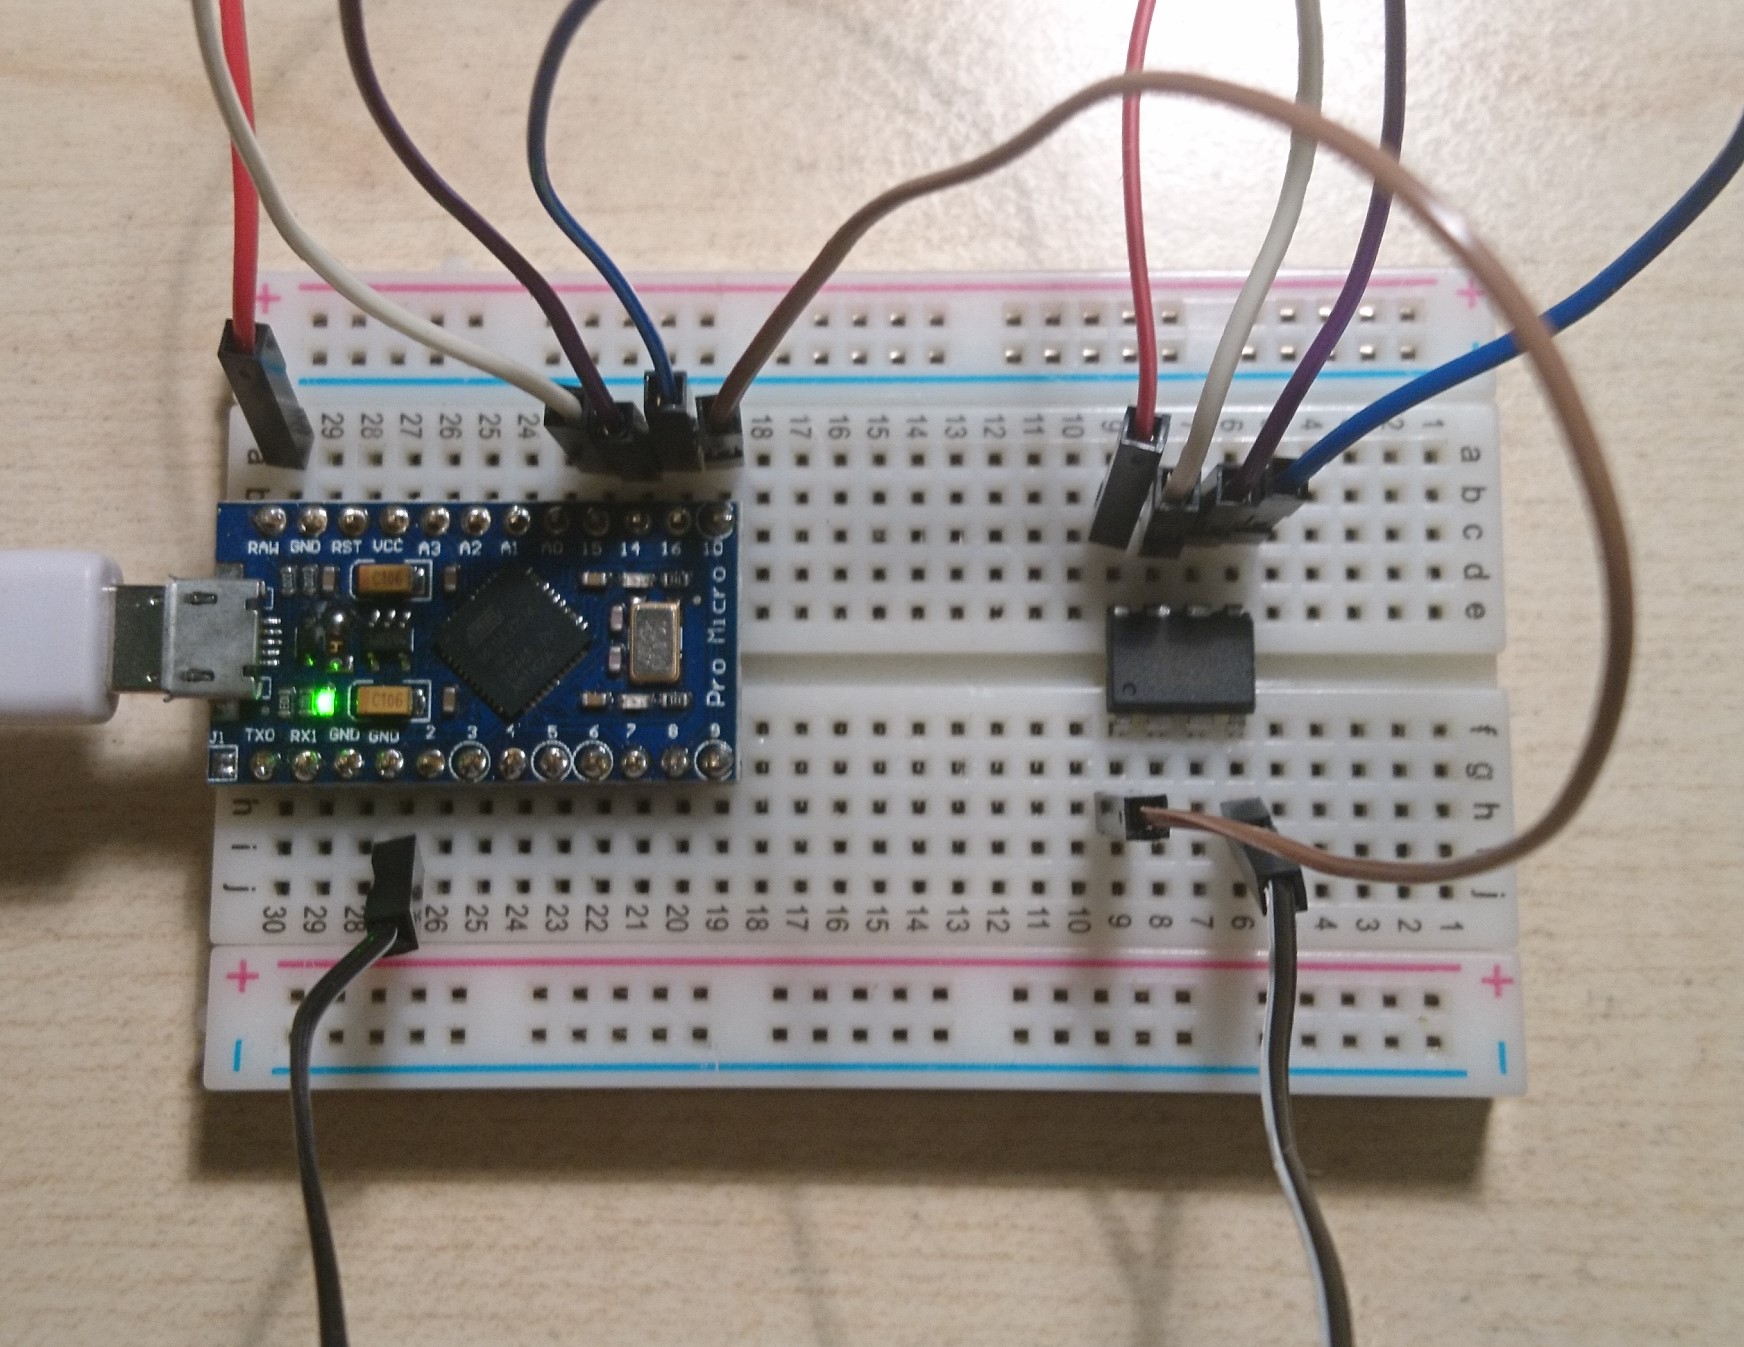 + +
29 28 27 26 25 24 18 17 16 15 14 13 12 11 10 9 6 4 2 1
a a
b b
c
d
e
RAW GND RST VCC A3 A2 A1 A0 15 14 16 10
C106
Pro Micro
C106
J1 TXO RX1 GND GND 2 3 4 5 6 7 8 9
f
g
h h
i
j j
30 29 28 26 25 24 23 22 21 20 19 18 17 16 15 14 13 12 11 10 9 8 7 6 4 3 2 1
+ +
- -